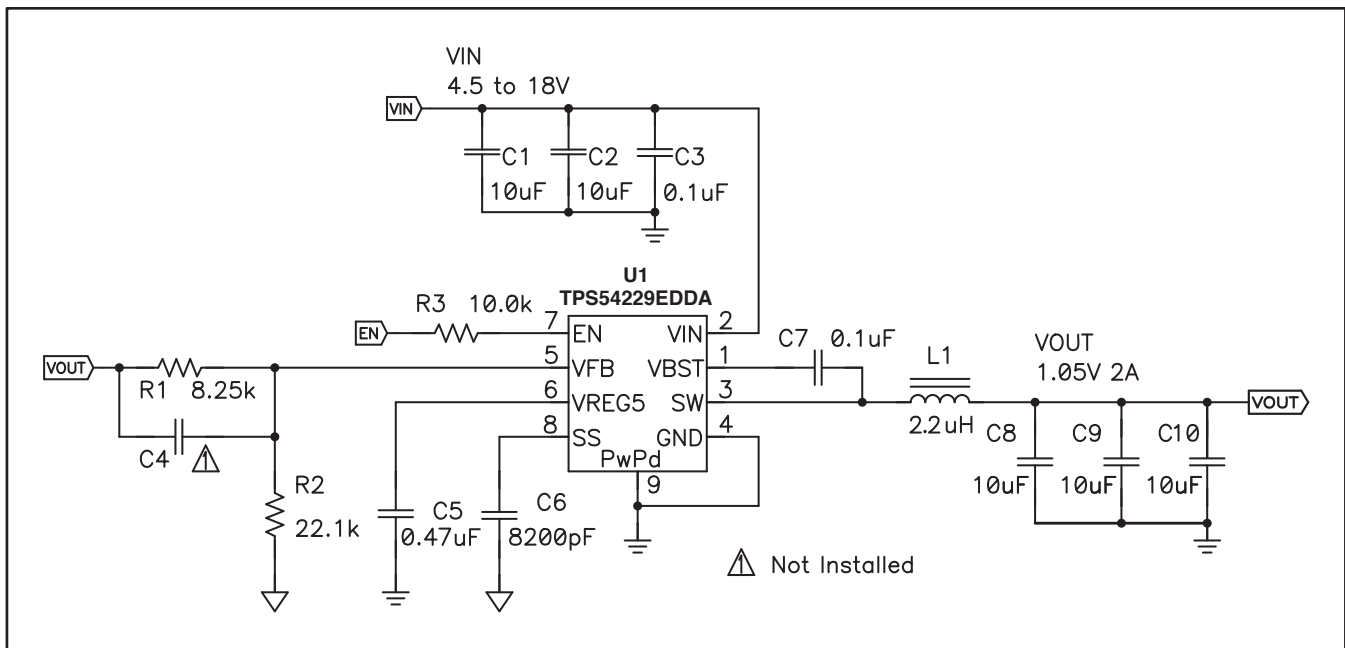 VIN
4.5 to 18V
VIN
C1
C2
C3
10uF
10uF
0.1uF
U1
TPS54229EDDA
R3 10.0k
EN
7
EN
VIN
2
C7
0.1uF
L1
VOUT
1.05V 2A
VOUT
R1
8.25k
5
VFB
VBST
1
6
VREG5
SW
3
2.2uH
VOUT
C4
1
8
SS
GND
4
C8
C9
C10
PwPd
9
10uF
10uF
10uF
R2
22.1k
C5
0.47uF
C6
8200pF
1 Not Installed